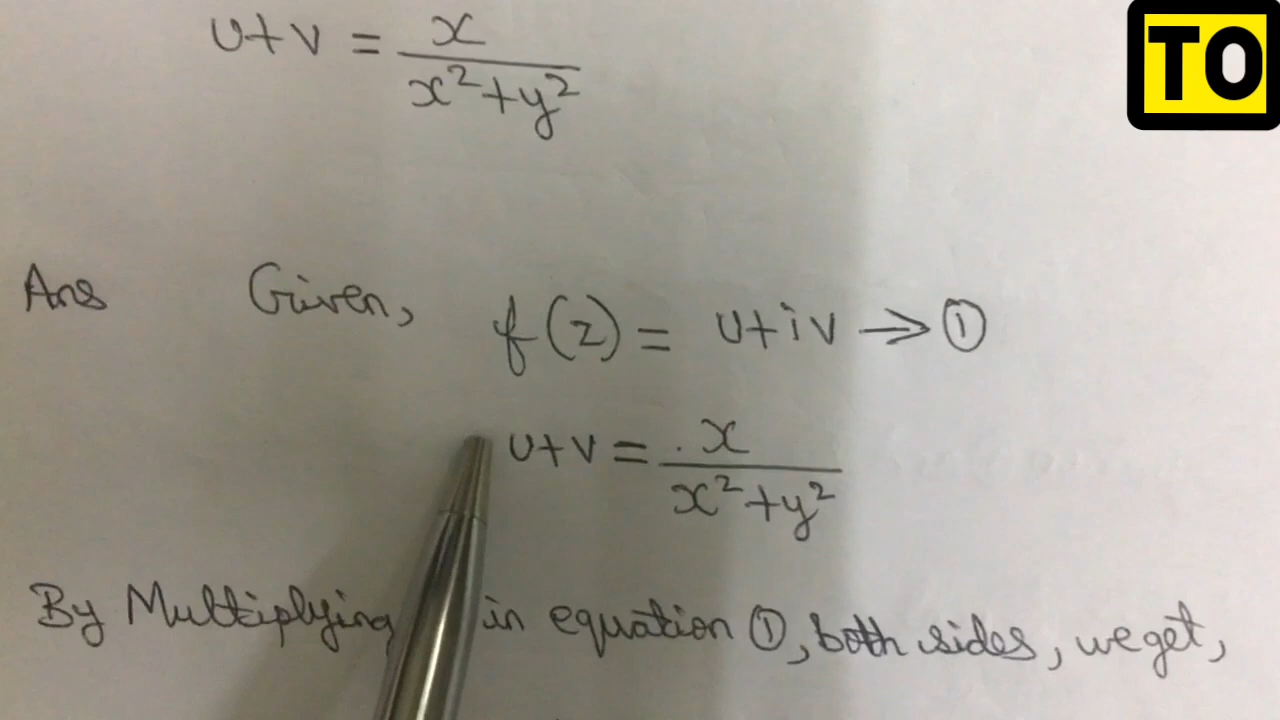 TO
u+v = x/(x²+y²)
Ans Given, f(z) = u+iv → ①
u+v = x/(x²+y²)
By Multiplying in equation ①, both sides, we get,